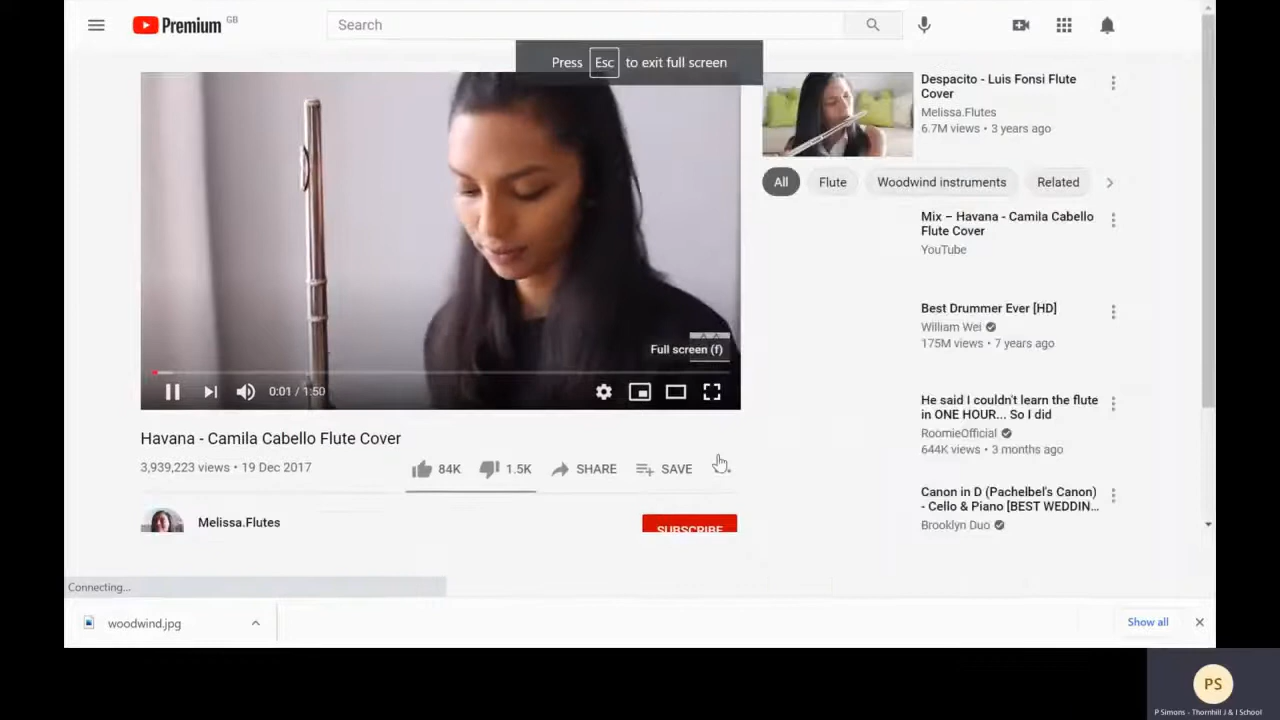 Premium GB
Search
Press Esc to exit full screen
Full screen (f)
0:01 / 1:50
Havana - Camila Cabello Flute Cover
3,939,223 views • 19 Dec 2017
84K
1.5K
SHARE
SAVE
Melissa.Flutes
SUBSCRIBE
Despacito - Luis Fonsi Flute
Cover
Melissa.Flutes
6.7M views • 3 years ago
All
Flute
Woodwind instruments
Related
Mix – Havana - Camila Cabello
Flute Cover
YouTube
Best Drummer Ever [HD]
William Wei
175M views • 7 years ago
He said I couldn't learn the flute
in ONE HOUR... So I did
RoomieOfficial
644K views • 3 months ago
Canon in D (Pachelbel's Canon)
- Cello & Piano [BEST WEDDIN...
Brooklyn Duo
Connecting...
woodwind.jpg
Show all
PS
P Simons - Thornhill J & I School